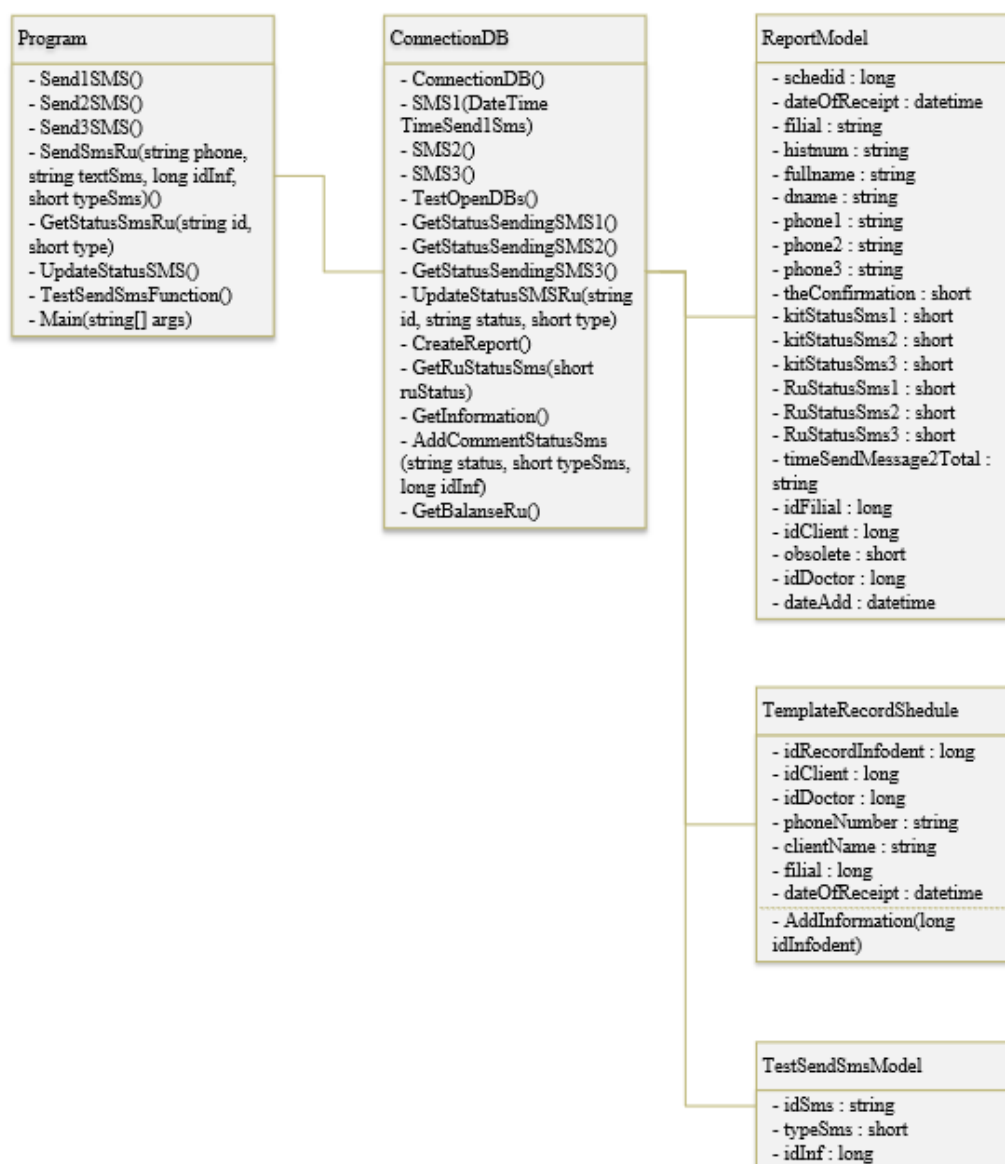 Program
- Send1SMS()
- Send2SMS()
- Send3SMS()
- SendSmsRu(string phone,
string textSms, long idInf,
short typeSms)()
- GetStatusSmsRu(string id,
short type)
- UpdateStatusSMS()
- TestSendSmsFunction()
- Main(string[] args)
ConnectionDB
- ConnectionDB()
- SMS1(DateTime
TimeSend1Sms)
- SMS2()
- SMS3()
- TestOpenDBs()
- GetStatusSendingSMS1()
- GetStatusSendingSMS2()
- GetStatusSendingSMS3()
- UpdateStatusSMSRu(string
id, string status, short type)
- CreateReport()
- GetRuStatusSms(short
ruStatus)
- GetInformation()
- AddCommentStatusSms
(string status, short typeSms,
long idInf)
- GetBalanseRu()
ReportModel
- schedid : long
- dateOfReceipt : datetime
- filial : string
- histnum : string
- fullname : string
- dname : string
- phone1 : string
- phone2 : string
- phone3 : string
- theConfirmation : short
- kitStatusSms1 : short
- kitStatusSms2 : short
- kitStatusSms3 : short
- RuStatusSms1 : short
- RuStatusSms2 : short
- RuStatusSms3 : short
- timeSendMessage2Total :
string
- idFilial : long
- idClient : long
- obsolete : short
- idDoctor : long
- dateAdd : datetime
TemplateRecordShedule
- idRecordInfodent : long
- idClient : long
- idDoctor : long
- phoneNumber : string
- clientName : string
- filial : long
- dateOfReceipt : datetime
- AddInformation(long
idInfodent)
TestSendSmsModel
- idSms : string
- typeSms : short
- idInf : long